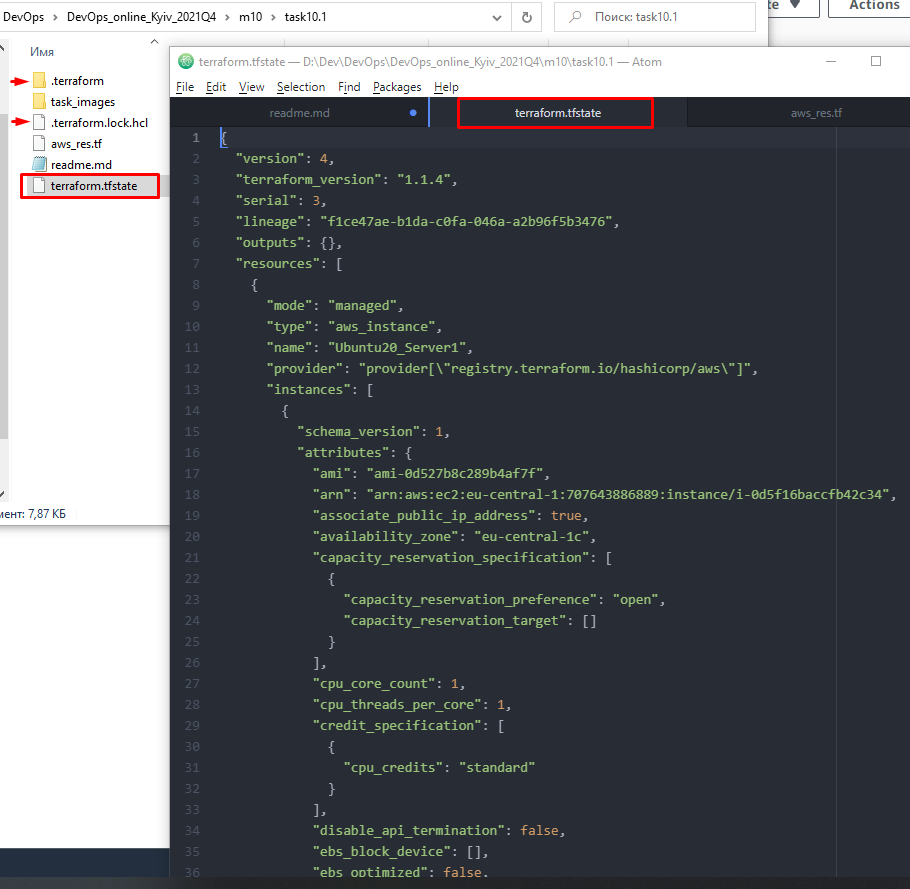 DevOps > DevOps_online_Kyiv_2021Q4 > m10 > task10.1
Поиск: task10.1
Actions
Имя
.terraform
task_images
.terraform.lock.hcl
aws_res.tf
readme.md
terraform.tfstate
мент: 7,87 КБ
terraform.tfstate — D:\Dev\DevOps\DevOps_online_Kyiv_2021Q4\m10\task10.1 — Atom
File Edit View Selection Find Packages Help
readme.md terraform.tfstate aws_res.tf
1 {
2 "version": 4,
3 "terraform_version": "1.1.4",
4 "serial": 3,
5 "lineage": "f1ce47ae-b1da-c0fa-046a-a2b96f5b3476",
6 "outputs": {},
7 "resources": [
8 {
9 "mode": "managed",
10 "type": "aws_instance",
11 "name": "Ubuntu20_Server1",
12 "provider": "provider[\"registry.terraform.io/hashicorp/aws\"]",
13 "instances": [
14 {
15 "schema_version": 1,
16 "attributes": {
17 "ami": "ami-0d527b8c289b4af7f",
18 "arn": "arn:aws:ec2:eu-central-1:707643886889:instance/i-0d5f16baccfb42c34",
19 "associate_public_ip_address": true,
20 "availability_zone": "eu-central-1c",
21 "capacity_reservation_specification": [
22 {
23 "capacity_reservation_preference": "open",
24 "capacity_reservation_target": []
25 }
26 ],
27 "cpu_core_count": 1,
28 "cpu_threads_per_core": 1,
29 "credit_specification": [
30 {
31 "cpu_credits": "standard"
32 }
33 ],
34 "disable_api_termination": false,
35 "ebs_block_device": [],
36 "ebs_optimized": false,